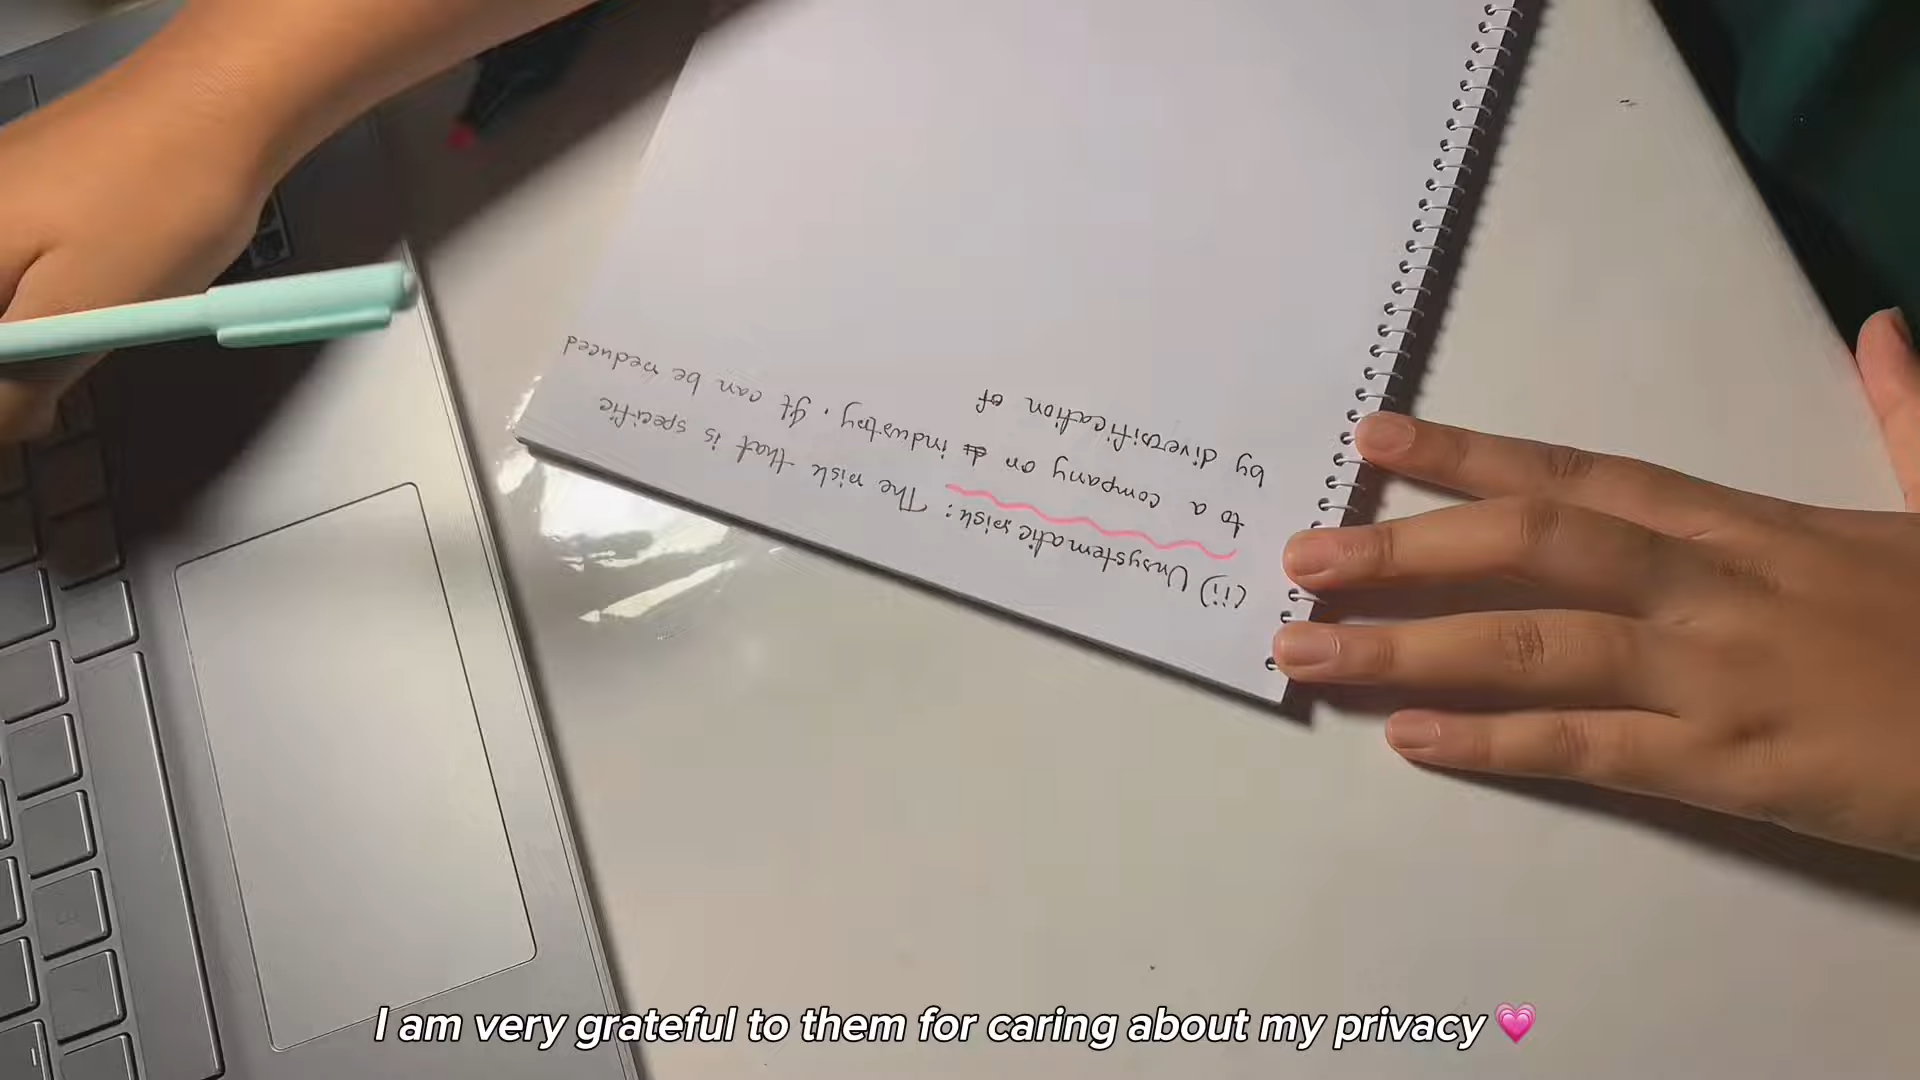 (ii) Unsystematic risk: The risk that is specific
to a company or industry. It can be reduced
by diversification of
I am very grateful to them for caring about my privacy💗